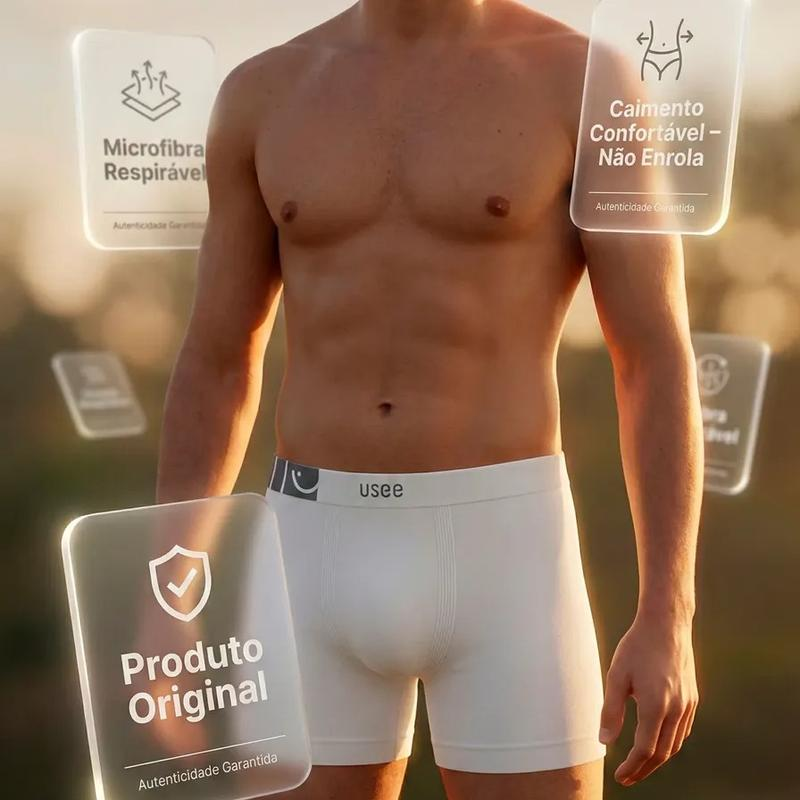 Microfibra
Respirável
Autenticidade Garantida
Caimento
Confortável –
Não Enrola
Autenticidade Garantida
usee
Produto
Original
Autenticidade Garantida